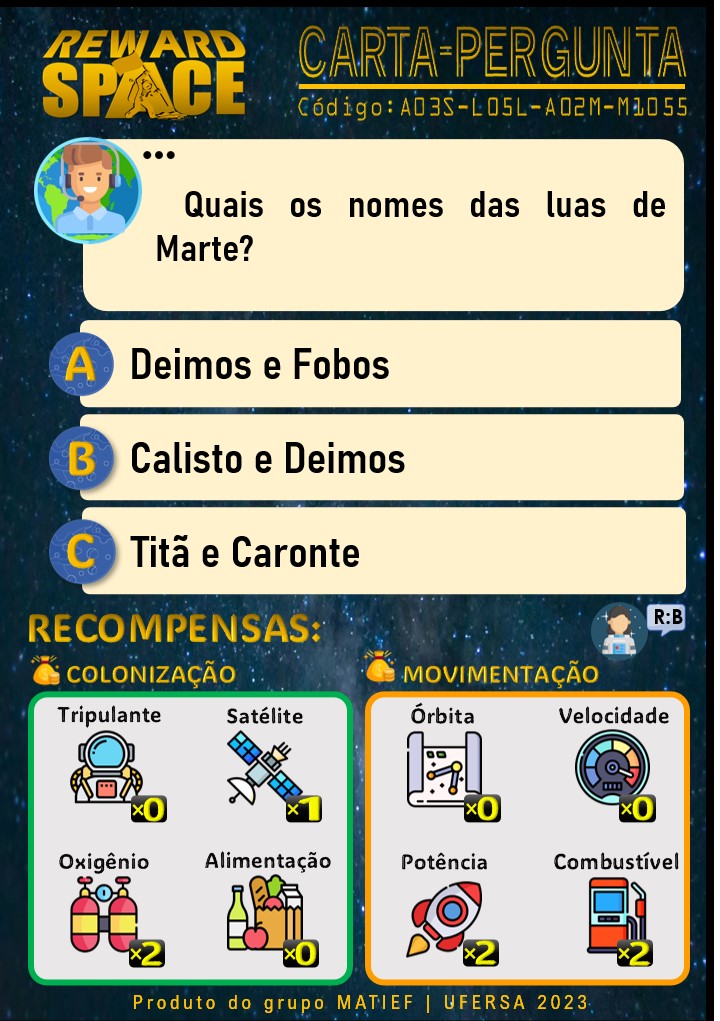 REWARD
SPACE
CARTA-PERGUNTA
Código: A03S-L05L-A02M-M1055
...
Quais os nomes das luas de
Marte?
A Deimos e Fobos
B Calisto e Deimos
C Titã e Caronte
RECOMPENSAS:
R:B
COLONIZAÇÃO
MOVIMENTAÇÃO
Tripulante Satélite Órbita Velocidade
×0 ×1 ×0 ×0
Oxigênio Alimentação Potência Combustível
×2 ×0 ×2 ×2
Produto do grupo MATIEF | UFERSA 2023